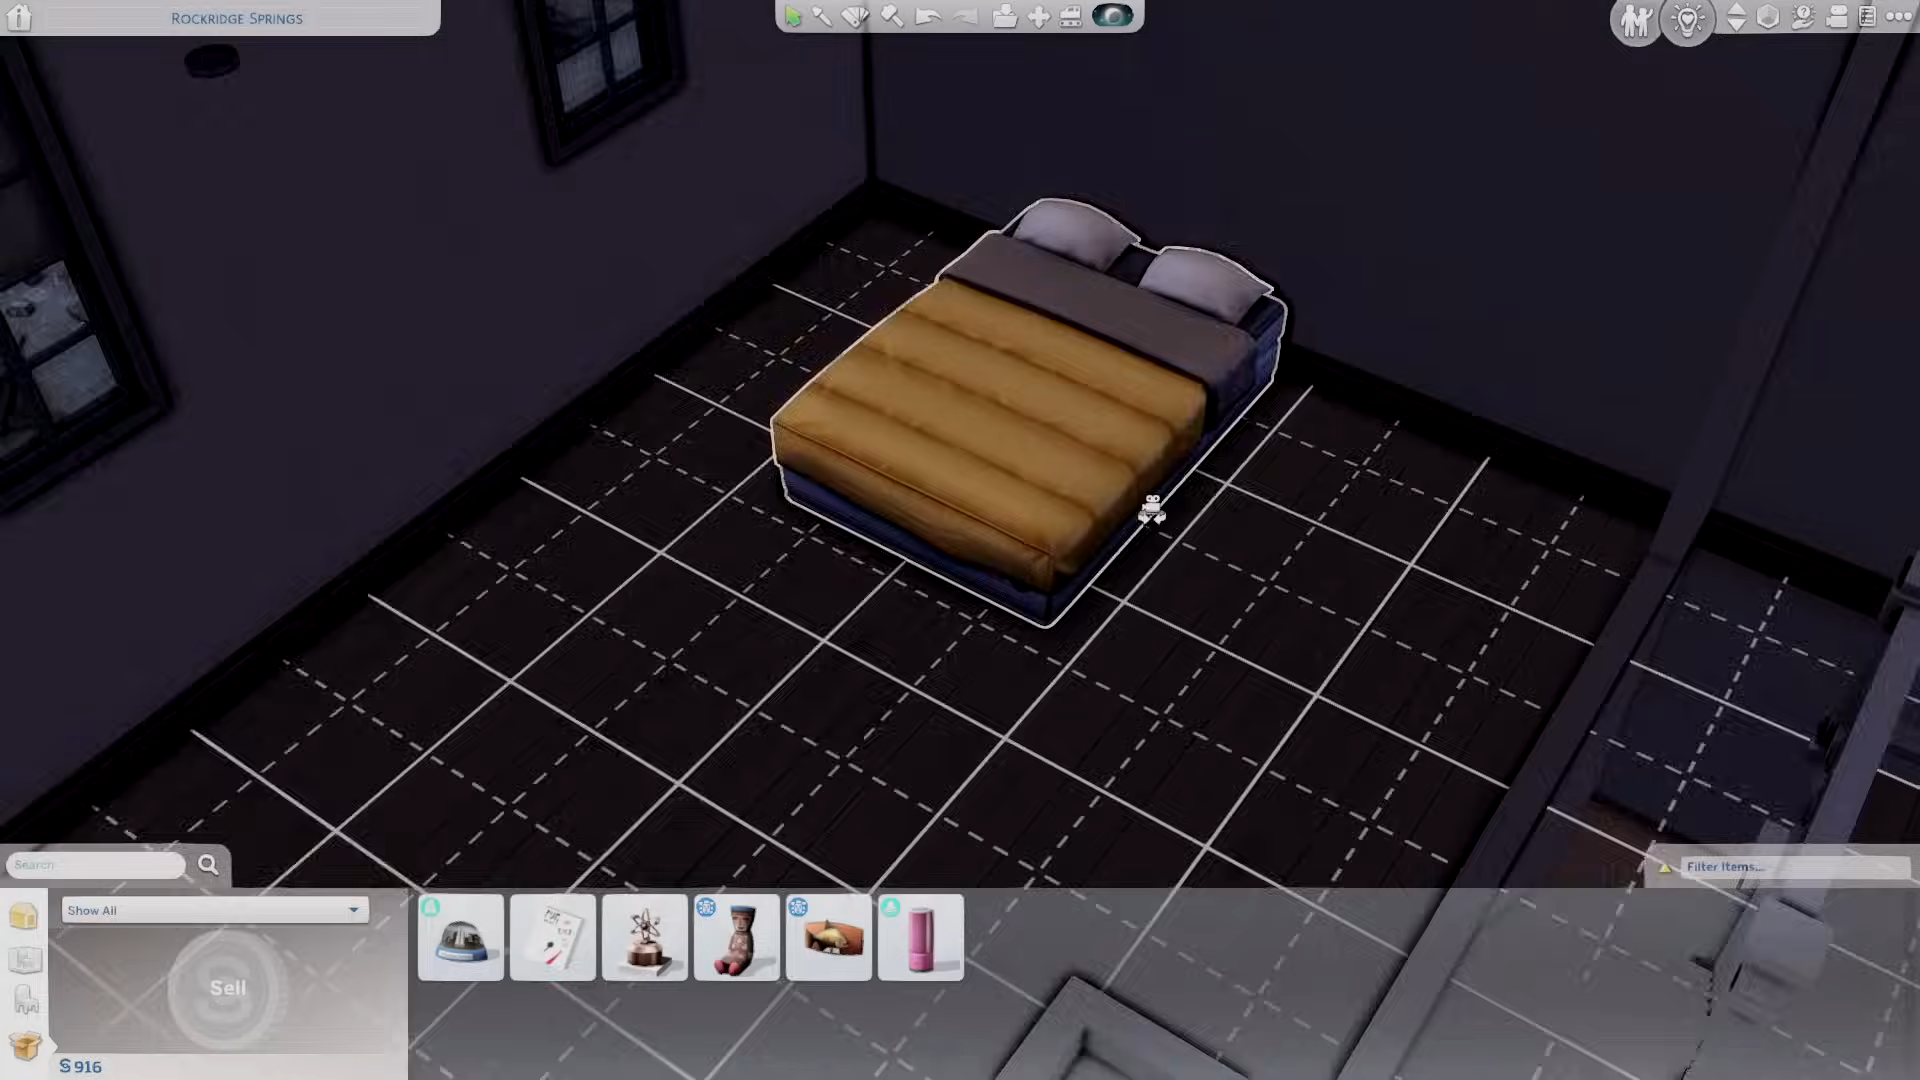 Rockridge Springs
Search
Filter Items...
Show All
Sell
§916